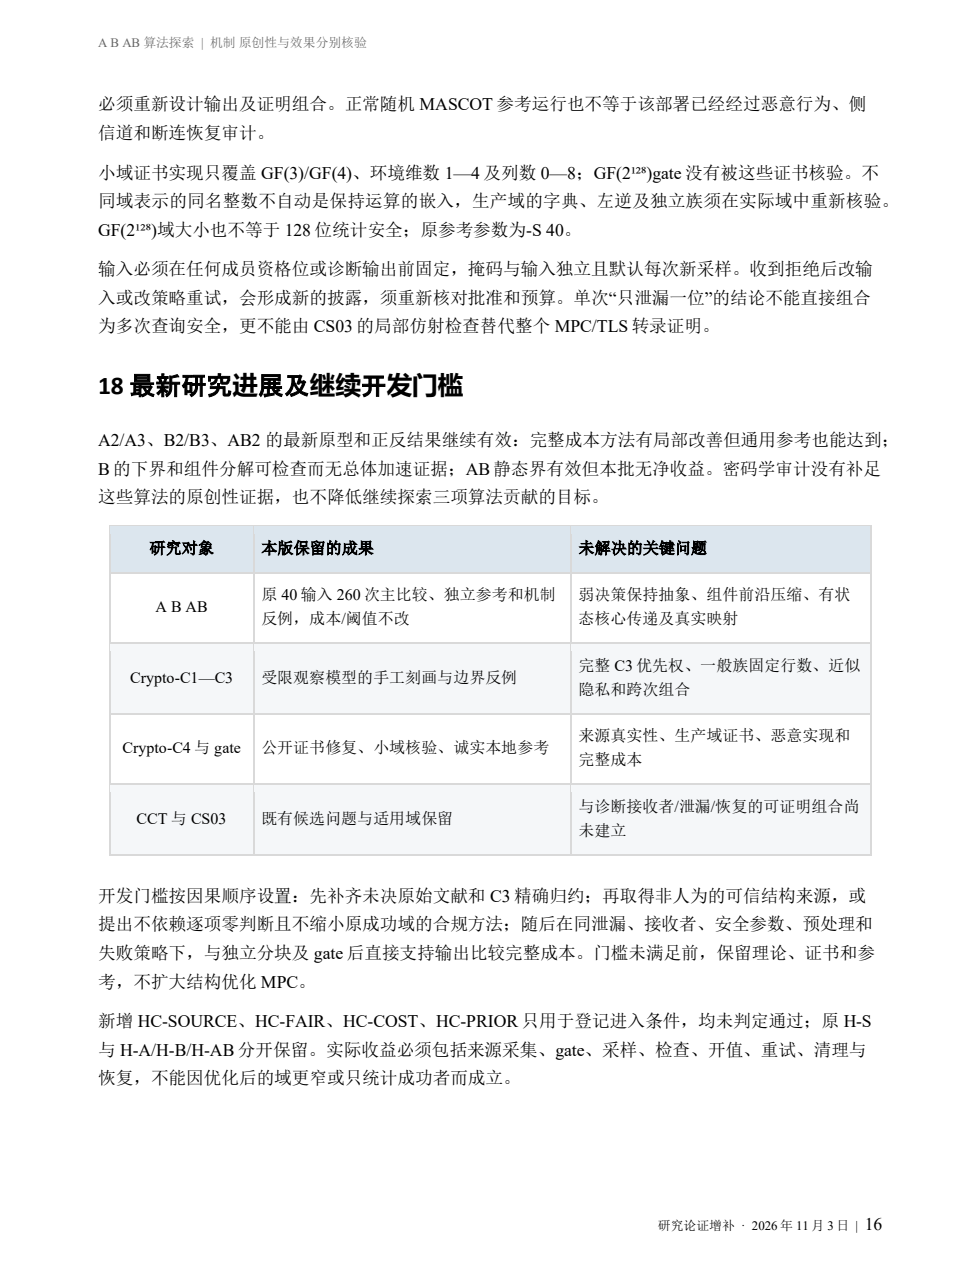 A B AB 算法探索 | 机制 原创性与效果分别核验
必须重新设计输出及证明组合。正常随机 MASCOT 参考运行也不等于该部署已经经过恶意行为、侧
信道和断连恢复审计。
小域证书实现只覆盖 GF(3)/GF(4)、环境维数 1—4 及列数 0—8；GF(2¹²⁸)gate 没有被这些证书核验。不
同域表示的同名整数不自动是保持运算的嵌入，生产域的字典、左逆及独立族须在实际域中重新核验。
GF(2¹²⁸)域大小也不等于 128 位统计安全；原参考参数为-S 40。
输入必须在任何成员资格位或诊断输出前固定，掩码与输入独立且默认每次新采样。收到拒绝后改输
入或改策略重试，会形成新的披露，须重新核对批准和预算。单次“只泄漏一位”的结论不能直接组合
为多次查询安全，更不能由 CS03 的局部仿射检查替代整个 MPC/TLS 转录证明。
18 最新研究进展及继续开发门槛
A2/A3、B2/B3、AB2 的最新原型和正反结果继续有效：完整成本方法有局部改善但通用参考也能达到；
B 的下界和组件分解可检查而无总体加速证据；AB 静态界有效但本批无净收益。密码学审计没有补足
这些算法的原创性证据，也不降低继续探索三项算法贡献的目标。
研究对象 本版保留的成果 未解决的关键问题
A B AB 原 40 输入 260 次主比较、独立参考和机制 弱决策保持抽象、组件前沿压缩、有状
反例，成本/阈值不改 态核心传递及真实映射
Crypto-C1—C3 受限观察模型的手工刻画与边界反例 完整 C3 优先权、一般族固定行数、近似
隐私和跨次组合
Crypto-C4 与 gate 公开证书修复、小域核验、诚实本地参考 来源真实性、生产域证书、恶意实现和
完整成本
CCT 与 CS03 既有候选问题与适用域保留 与诊断接收者/泄漏/恢复的可证明组合尚
未建立
开发门槛按因果顺序设置：先补齐未决原始文献和 C3 精确归约；再取得非人为的可信结构来源，或
提出不依赖逐项零判断且不缩小原成功域的合规方法；随后在同泄漏、接收者、安全参数、预处理和
失败策略下，与独立分块及 gate 后直接支持输出比较完整成本。门槛未满足前，保留理论、证书和参
考，不扩大结构优化 MPC。
新增 HC-SOURCE、HC-FAIR、HC-COST、HC-PRIOR 只用于登记进入条件，均未判定通过；原 H-S
与 H-A/H-B/H-AB 分开保留。实际收益必须包括来源采集、gate、采样、检查、开值、重试、清理与
恢复，不能因优化后的域更窄或只统计成功者而成立。
研究论证增补 · 2026 年 11 月 3 日 | 16